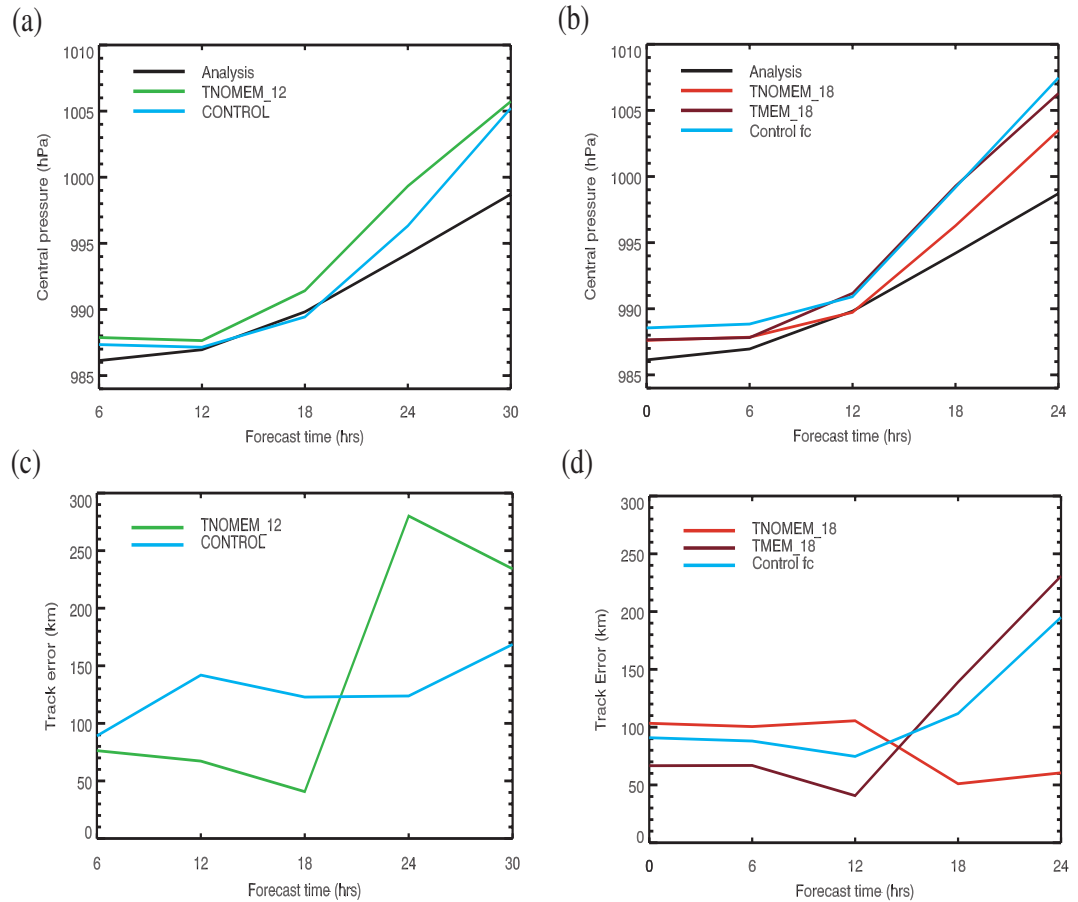 (a)
1010
1005
1000
995
990
985
Central pressure (hPa)
Analysis
TNOMEM_12
CONTROL
6 12 18 24 30
Forecast time (hrs)
(b)
1010
1005
1000
995
990
985
Central pressure (hPa)
Analysis
TNOMEM_18
TMEM_18
Control fc
0 6 12 18 24
Forecast time (hrs)
(c)
300
250
200
150
100
50
0
Track error (km)
TNOMEM_12
CONTROL
6 12 18 24 30
Forecast time (hrs)
(d)
300
250
200
150
100
50
0
Track Error (km)
TNOMEM_18
TMEM_18
Control fc
0 6 12 18 24
Forecast time (hrs)